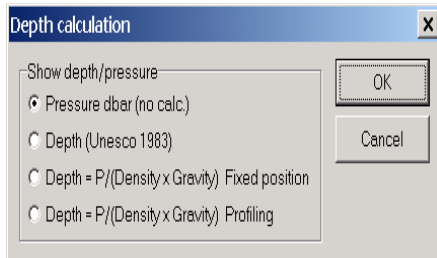 Depth calculation
Show depth/pressure
Pressure dbar (no calc.)
Depth (Unesco 1983)
Depth = P/(Density x Gravity) Fixed position
Depth = P/(Density x Gravity) Profiling
OK
Cancel